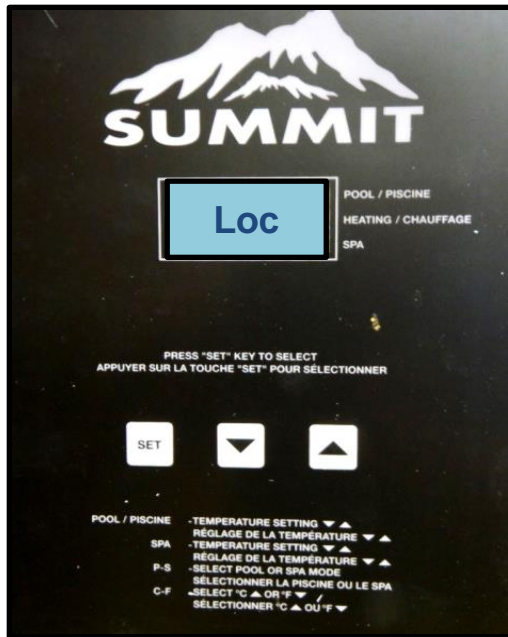 SUMMIT
Loc
POOL / PISCINE
HEATING / CHAUFFAGE
SPA
PRESS "SET" KEY TO SELECT
APPUYER SUR LA TOUCHE "SET" POUR SÉLECTIONNER
SET ▼ ▲
POOL / PISCINE -TEMPERATURE SETTING ▼ ▲
RÉGLAGE DE LA TEMPÉRATURE ▼ ▲
SPA -TEMPERATURE SETTING ▼ ▲
RÉGLAGE DE LA TEMPÉRATURE ▼ ▲
P-S -SELECT POOL OR SPA MODE
SÉLECTIONNER LA PISCINE OU LE SPA
C-F -SELECT °C ▲ OR °F ▼
SÉLECTIONNER °C ▲ OU °F ▼